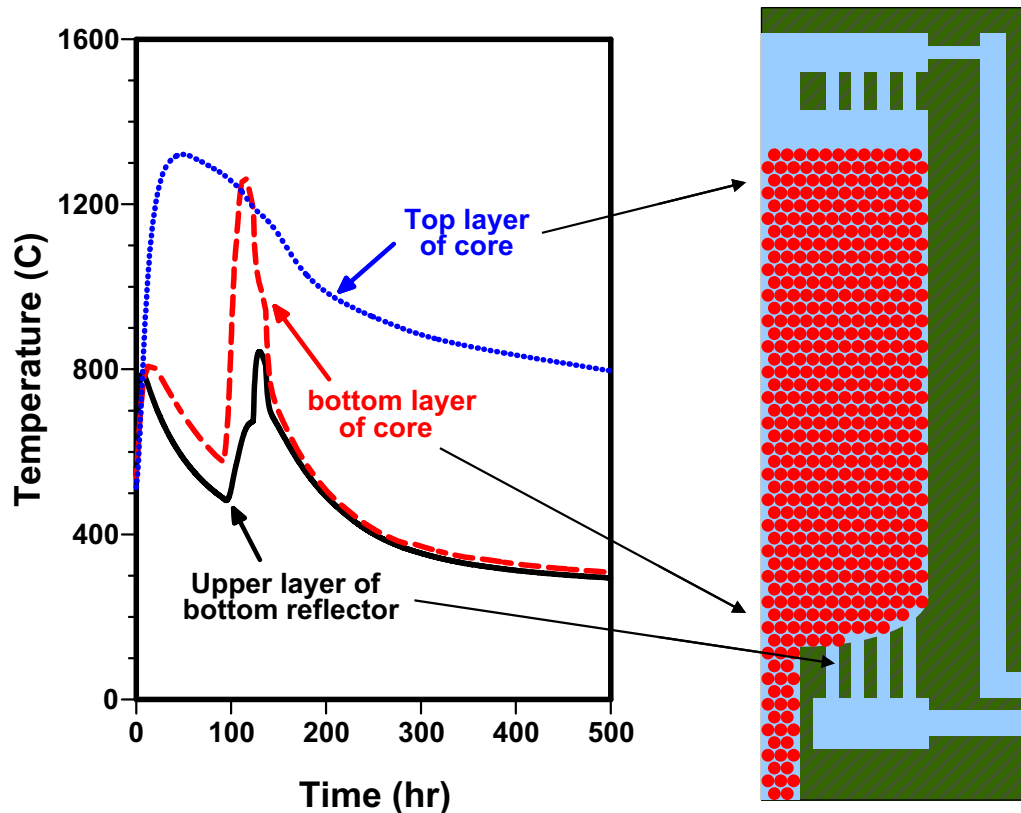 1600
1200
800
400
0
Temperature (C)
0
100
200
300
400
500
Time (hr)
Top layer
of core
bottom layer
of core
Upper layer of
bottom reflector